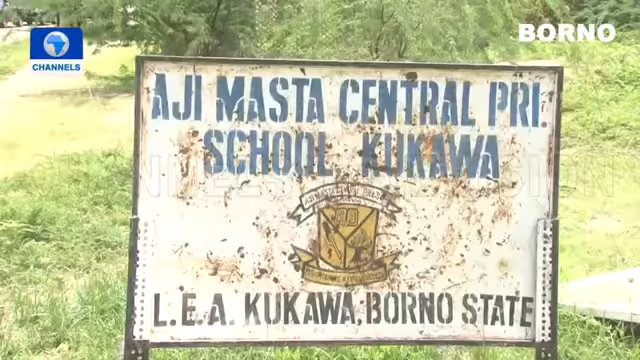 CHANNELS
BORNO
AJI MASTA CENTRAL PRI.
SCHOOL KUKAWA
L.E.A. KUKAWA, BORNO STATE